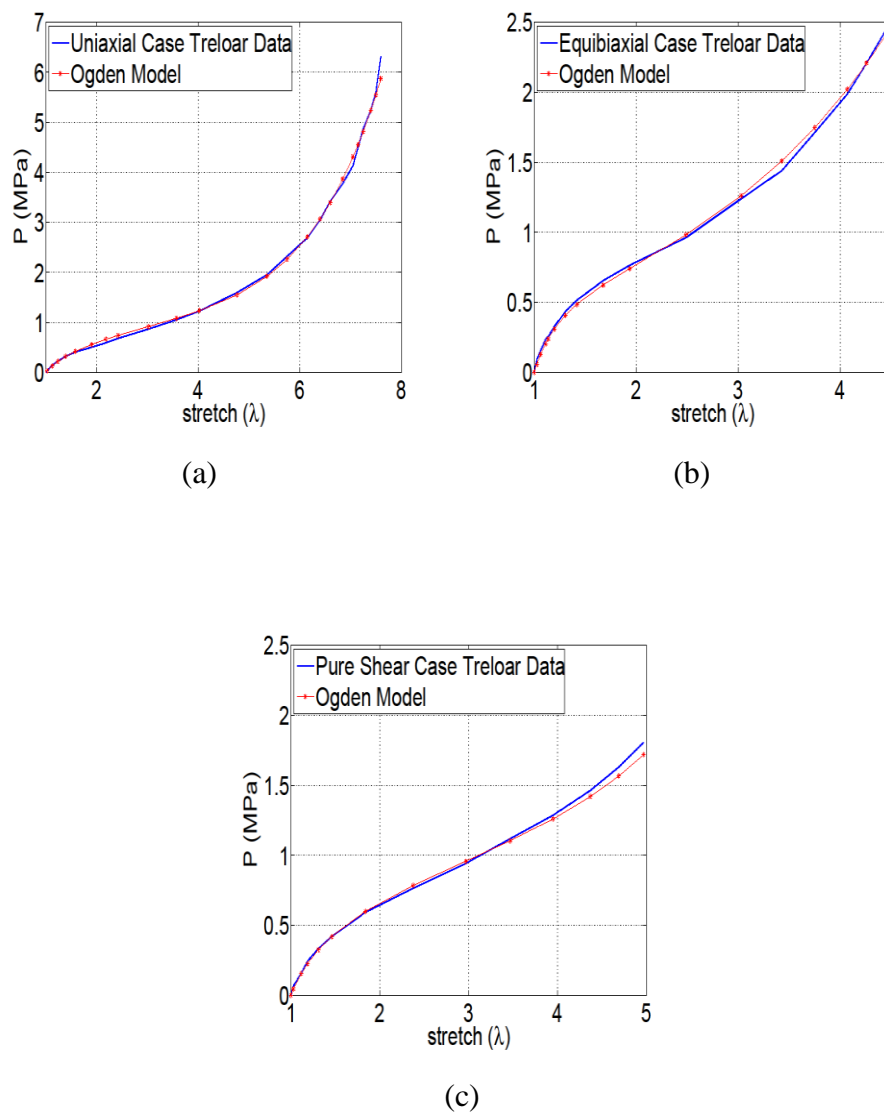 7
6
5
4
3
2
1
0
P (MPa)
Uniaxial Case Treloar Data
Ogden Model
2 4 6 8
stretch (λ)
(a)
2.5
2
1.5
1
0.5
0
P (MPa)
Equibiaxial Case Treloar Data
Ogden Model
1 2 3 4
stretch (λ)
(b)
2.5
2
1.5
1
0.5
0
P (MPa)
Pure Shear Case Treloar Data
Ogden Model
1 2 3 4 5
stretch (λ)
(c)